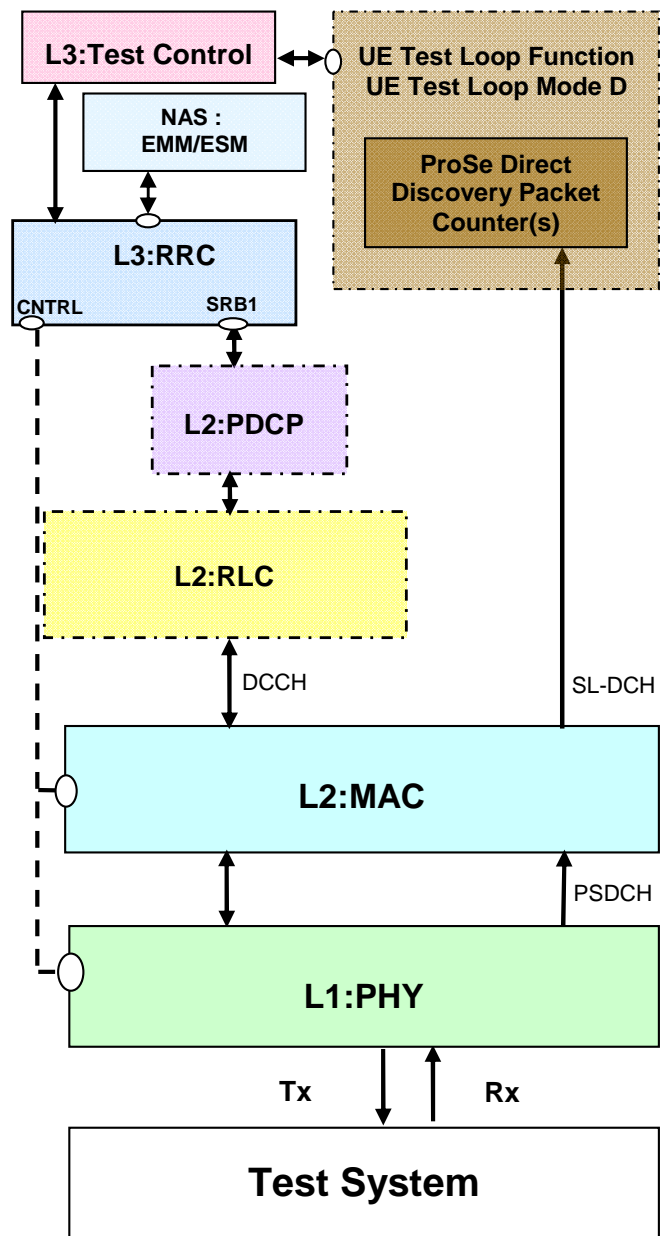 L3:Test Control
UE Test Loop Function
UE Test Loop Mode D
NAS :
EMM/ESM
ProSe Direct
Discovery Packet
Counter(s)
L3:RRC
CNTRL
SRB1
L2:PDCP
L2:RLC
DCCH
SL-DCH
L2:MAC
PSDCH
L1:PHY
Tx
Rx
Test System